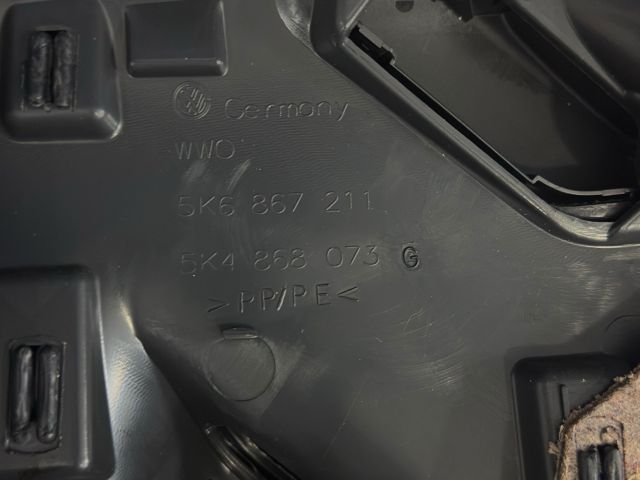 Germany
WWO
5K6 867 211
5K4 868 073 G
>PP/PE<